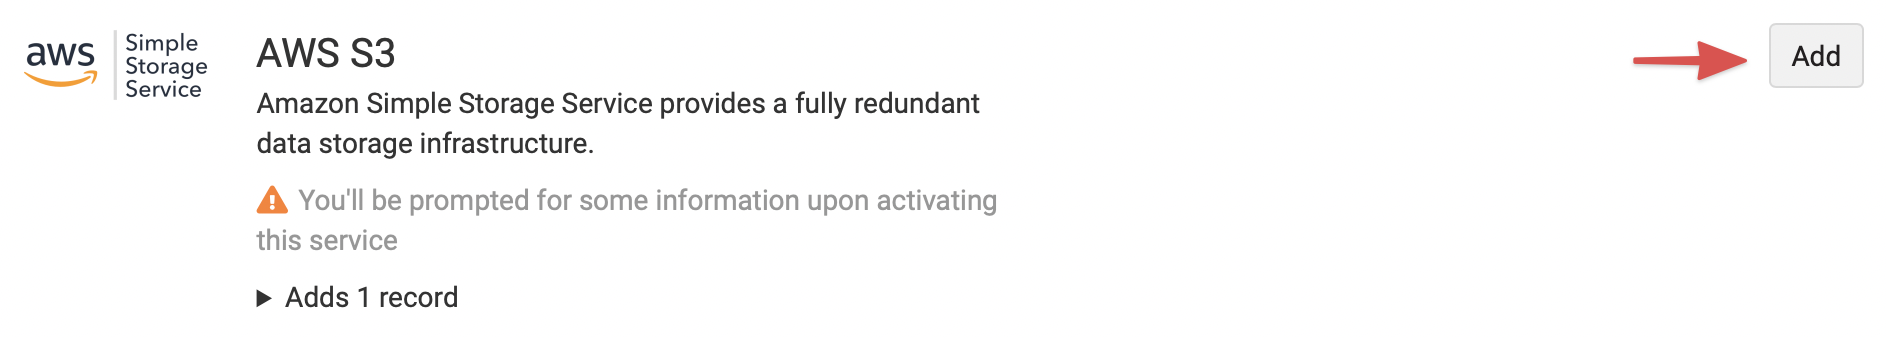 aws
Simple
Storage
Service
AWS S3
Add
Amazon Simple Storage Service provides a fully redundant
data storage infrastructure.
You'll be prompted for some information upon activating
this service
Adds 1 record